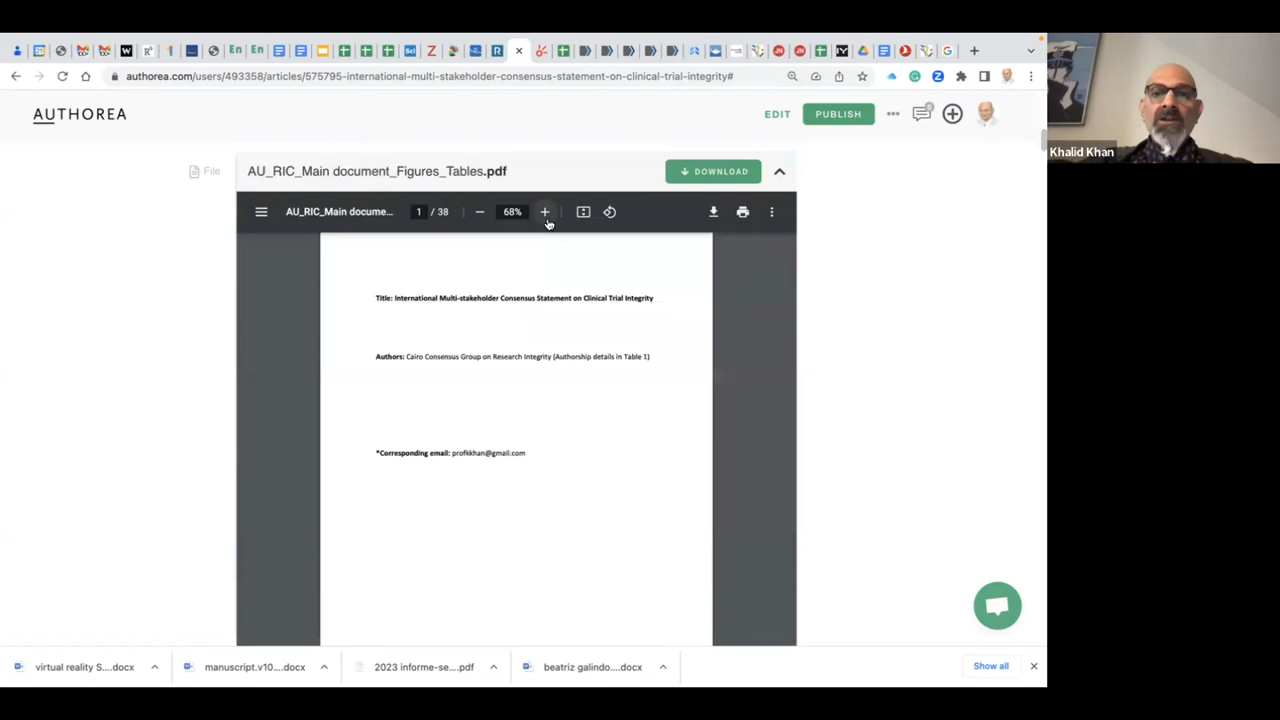 authorea.com/users/493358/articles/575795-international-multi-stakeholder-consensus-statement-on-clinical-trial-integrity#
Khalid Khan
AUTHOREA
EDIT
PUBLISH
File
AU_RIC_Main document_Figures_Tables.pdf
DOWNLOAD
AU_RIC_Main docume...
1 / 38
68%
Title: International Multi-stakeholder Consensus Statement on Clinical Trial Integrity
Authors: Cairo Consensus Group on Research Integrity (Authorship details in Table 1)
*Corresponding email: profkkhan@gmail.com
virtual reality S....docx
manuscript.v10....docx
2023 informe-se....pdf
beatriz galindo....docx
Show all